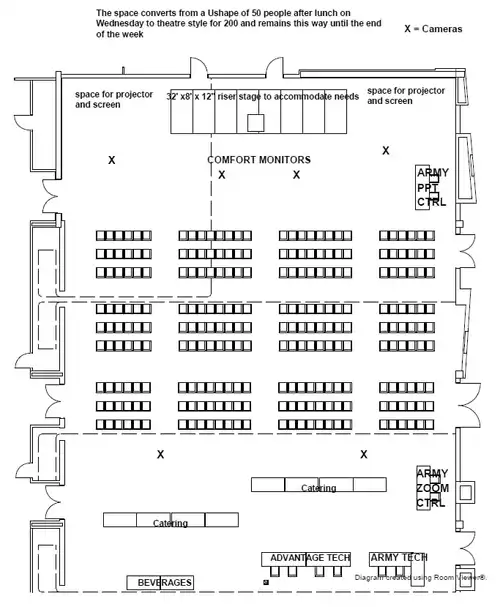 The space converts from a Ushape of 50 people after lunch on
Wednesday to theatre style for 200 and remains this way until the end
of the week
X = Cameras
space for projector
and screen
32' x8' x 12" riser stage to accommodate needs
space for projector
and screen
X
X
COMFORT MONITORS
X
X
ARMY
PPT
CTRL
X
X
ARMY
ZOOM
CTRL
Catering
Catering
ADVANTAGE TECH
ARMY TECH
Diagram created using Room Viewer®.
BEVERAGES